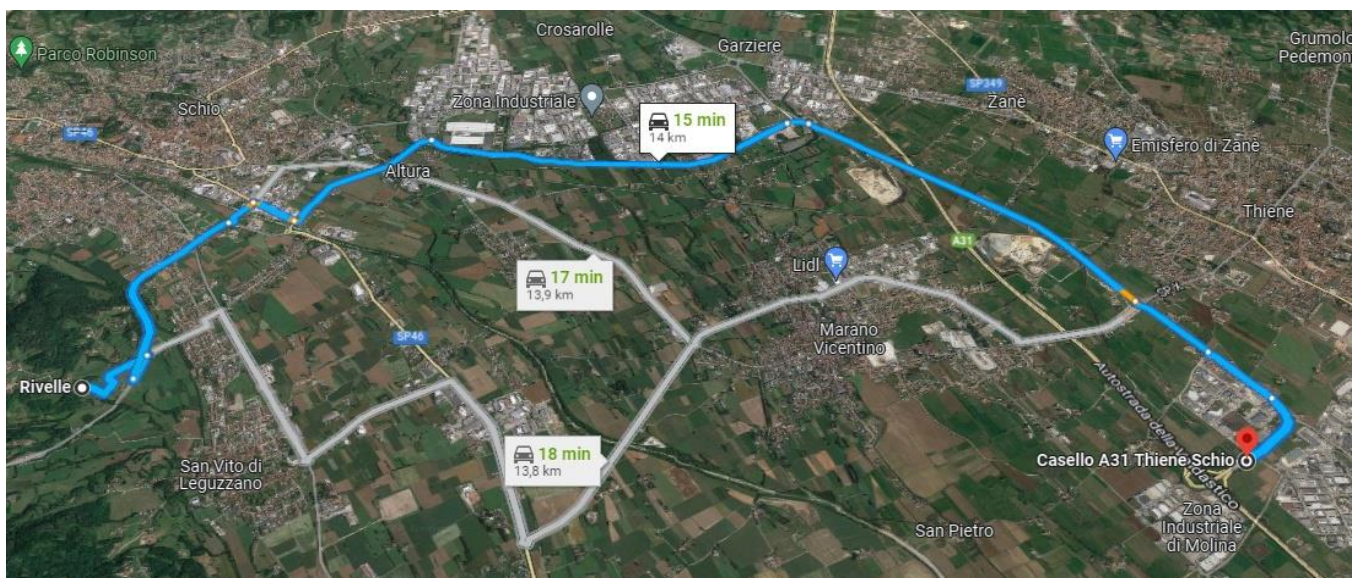 Crosarolle
Garziere
Grumolo
Pedemont
Parco Robinson
Schio
Zona Industriale
15 min
14 km
SP349
Zanè
SP46
Emisfero di Zanè
Altura
Thiene
A31
Lidl
17 min
13,9 km
SP1
Marano
Vicentino
SP46
Rivelle
Autostrada della Valdastico
18 min
13,8 km
San Vito di
Leguzzano
Casello A31 Thiene Schio
Zona
Industriale
di Molina
San Pietro